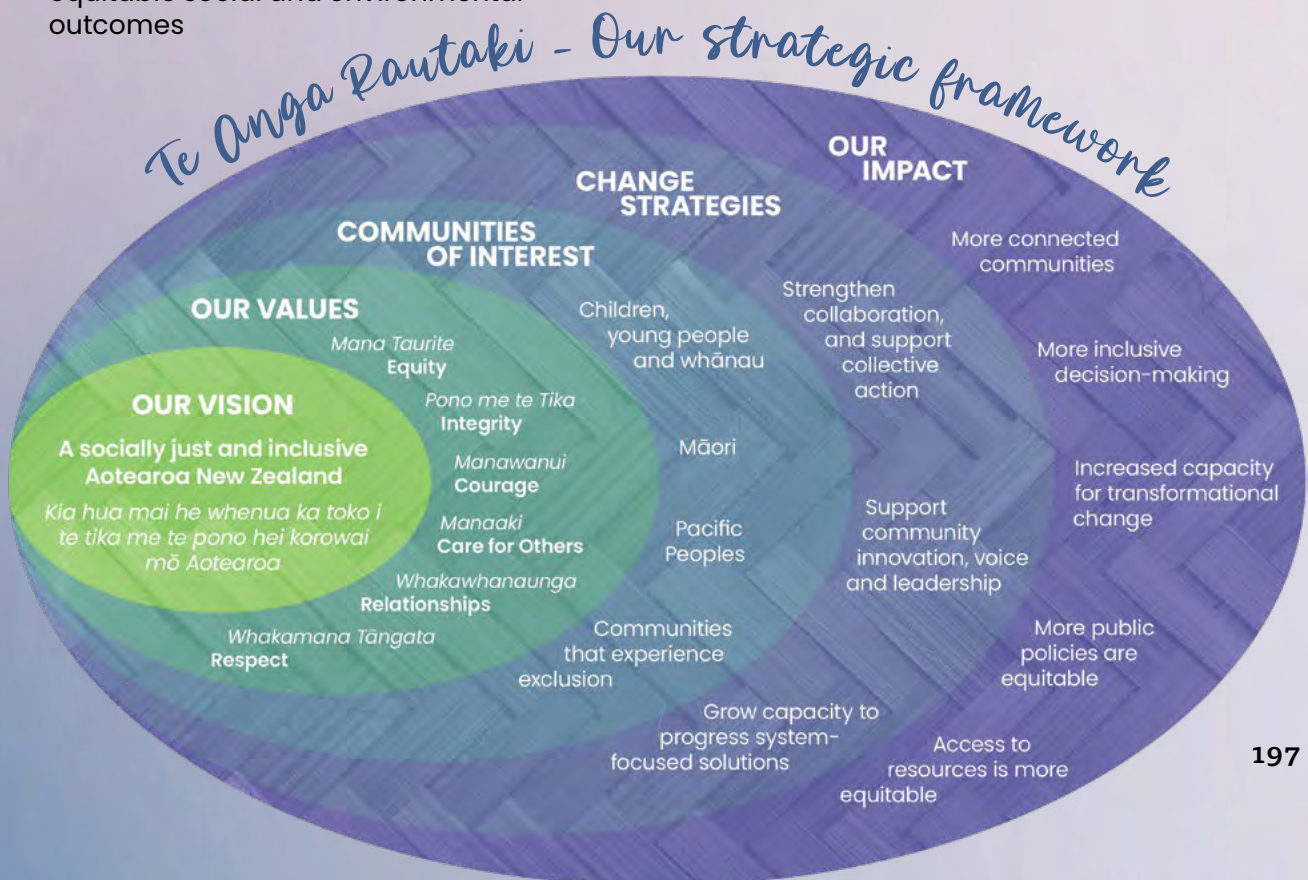 equitable social and environmental
outcomes
Te Anga Rautaki - Our strategic framework
OUR VISION
A socially just and inclusive
Aotearoa New Zealand
Kia hua mai he whenua ka toko i
te tika me te pono hei korowai
mō Aotearoa
OUR VALUES
Mana Taurite
Equity
Pono me te Tika
Integrity
Manawanui
Courage
Manaaki
Care for Others
Whakawhanaunga
Relationships
Whakamana Tāngata
Respect
COMMUNITIES
OF INTEREST
Children,
young people
and whānau
Māori
Pacific
Peoples
Communities
that experience
exclusion
CHANGE
STRATEGIES
Strengthen
collaboration,
and support
collective
action
Support
community
innovation, voice
and leadership
Grow capacity to
progress system-
focused solutions
OUR
IMPACT
More connected
communities
More inclusive
decision-making
Increased capacity
for transformational
change
More public
policies are
equitable
Access to
resources is more
equitable
197